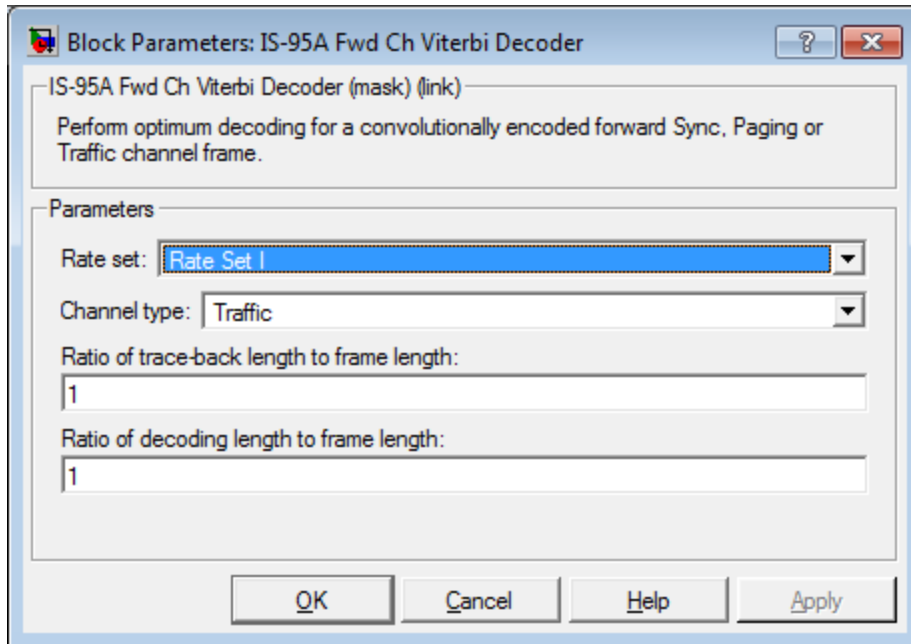 Block Parameters: IS-95A Fwd Ch Viterbi Decoder
IS-95A Fwd Ch Viterbi Decoder (mask) (link)
Perform optimum decoding for a convolutionally encoded forward Sync, Paging or
Traffic channel frame.
Parameters
Rate set: Rate Set I
Channel type: Traffic
Ratio of trace-back length to frame length:
1
Ratio of decoding length to frame length:
1
OK Cancel Help Apply